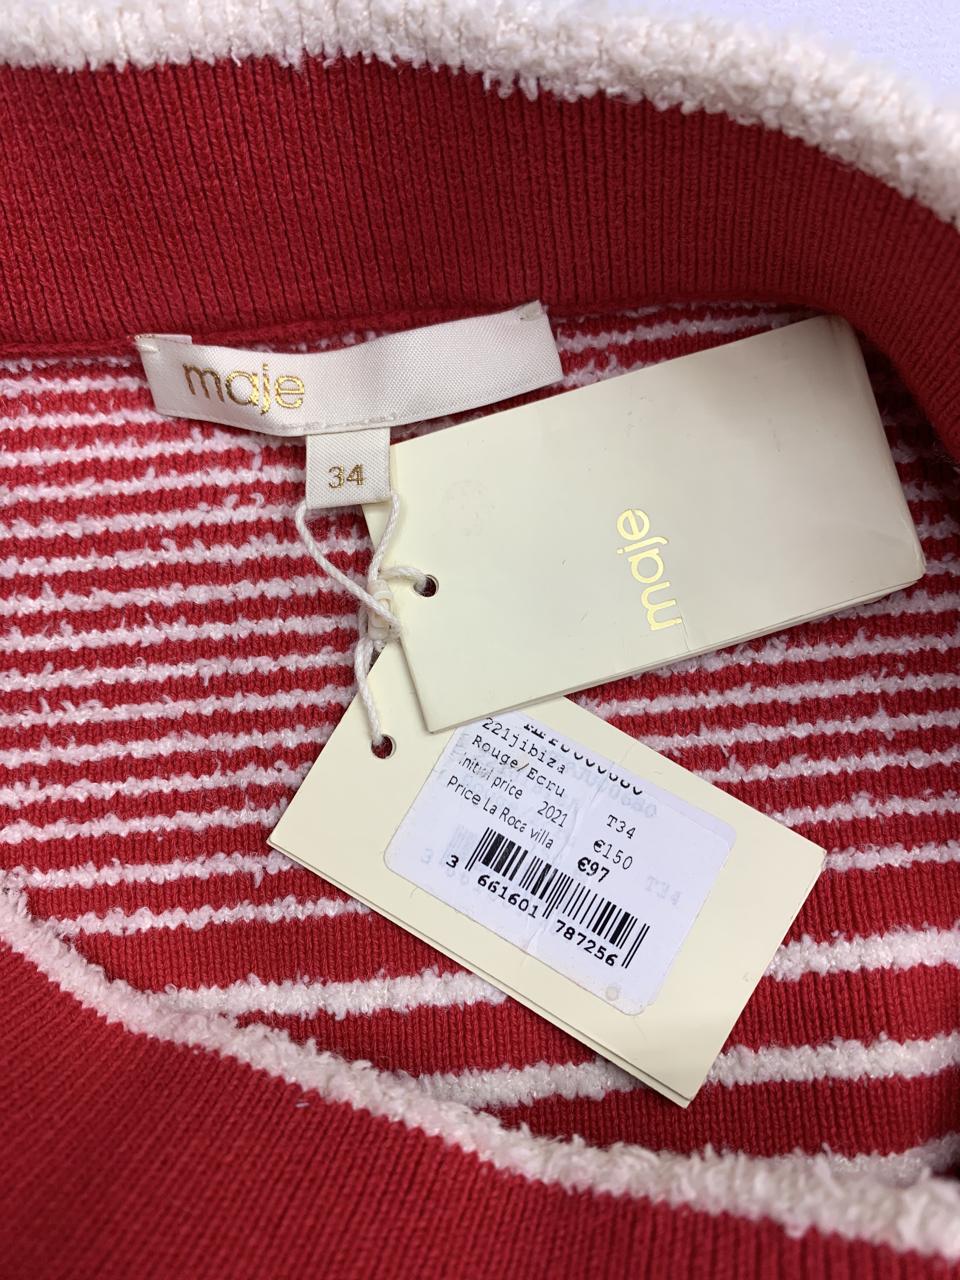 maje
34
maje
221jibiza
Rouge/Ecru
T34
Initial price 2021 €150
Price La Roca villa €97
3 661601 787256
T34